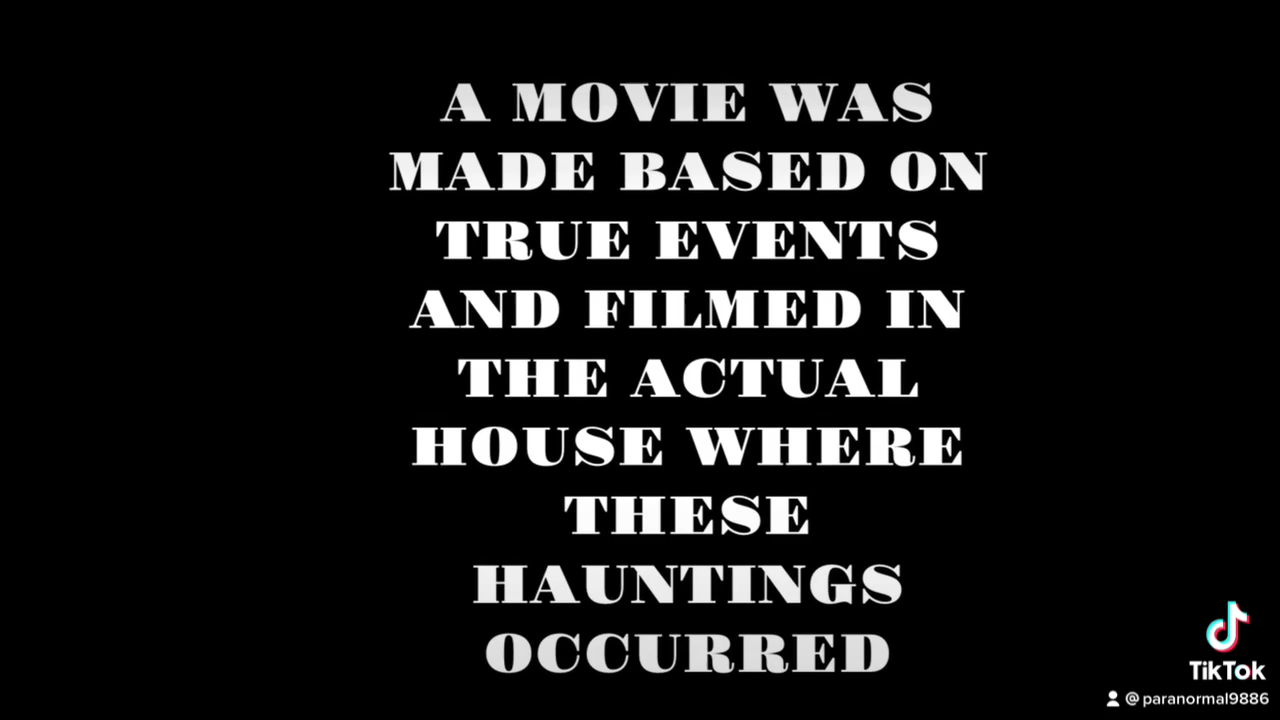 A MOVIE WAS
MADE BASED ON
TRUE EVENTS
AND FILMED IN
THE ACTUAL
HOUSE WHERE
THESE
HAUNTINGS
OCCURRED
TikTok
@paranormal9886